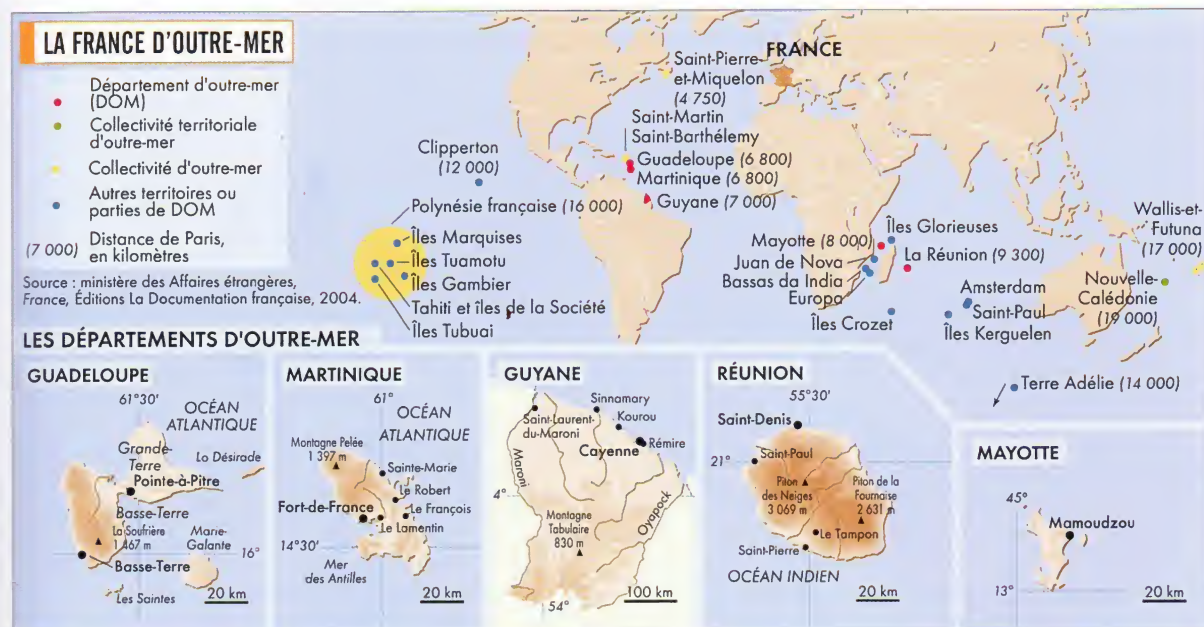 LA FRANCE D'OUTRE-MER
Département d'outre-mer
(DOM)
Collectivité territoriale
d'outre-mer
Collectivité d'outre-mer
Autres territoires ou
parties de DOM
(7 000) Distance de Paris,
en kilomètres
Source : ministère des Affaires étrangères,
France, Éditions La Documentation française, 2004.
FRANCE
Saint-Pierre-
et-Miquelon
(4 750)
Saint-Martin
Saint-Barthélemy
Guadeloupe (6 800)
Martinique (6 800)
Guyane (7 000)
Clipperton
(12 000)
Polynésie française (16 000)
Îles Marquises
Îles Tuamotu
Îles Gambier
Tahiti et îles de la Société
Îles Tubuai
Mayotte (8 000)
Juan de Nova
Bassas da India
Europa
Îles Glorieuses
La Réunion (9 300)
Îles Crozet
Amsterdam
Saint-Paul
Îles Kerguelen
Wallis-et-
Futuna
(17 000)
Nouvelle-
Calédonie
(19 000)
Terre Adélie (14 000)
LES DÉPARTEMENTS D'OUTRE-MER
GUADELOUPE
61°30'
OCÉAN
ATLANTIQUE
Grande-
Terre
La Désirade
Pointe-à-Pitre
Basse-Terre
La Soufrière
1 467 m
Marie-
Galante
16°
Basse-Terre
Les Saintes
20 km
MARTINIQUE
61°
OCÉAN
ATLANTIQUE
Montagne Pelée
1 397 m
Sainte-Marie
Le Robert
Fort-de-France
Le François
Le Lamentin
14°30'
Mer
des Antilles
20 km
GUYANE
Sinnamary
Saint-Laurent-
du-Maroni
Kourou
Rémire
Cayenne
Maroni
4°
Oyapock
Montagne
Tabulaire
830 m
54°
100 km
RÉUNION
55°30'
Saint-Denis
21°
Saint-Paul
Piton
des Neiges
3 069 m
Piton de la
Fournaise
2 631 m
Le Tampon
Saint-Pierre
OCÉAN INDIEN
20 km
MAYOTTE
45°
Mamoudzou
13°
20 km